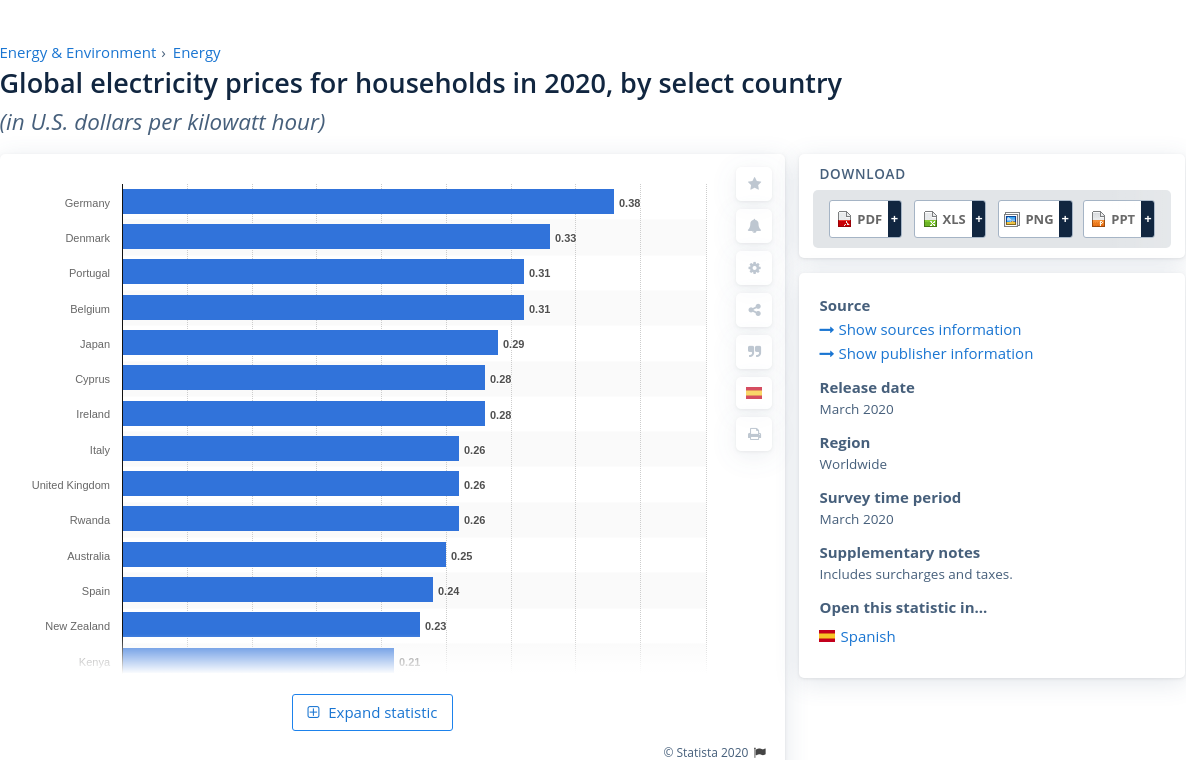 Energy & Environment › Energy
Global electricity prices for households in 2020, by select country
(in U.S. dollars per kilowatt hour)
Germany 0.38
Denmark 0.33
Portugal 0.31
Belgium 0.31
Japan 0.29
Cyprus 0.28
Ireland 0.28
Italy 0.26
United Kingdom 0.26
Rwanda 0.26
Australia 0.25
Spain 0.24
New Zealand 0.23
Kenya 0.21
Expand statistic
© Statista 2020
DOWNLOAD
PDF + XLS + PNG + PPT +
Source
Show sources information
Show publisher information
Release date
March 2020
Region
Worldwide
Survey time period
March 2020
Supplementary notes
Includes surcharges and taxes.
Open this statistic in...
Spanish